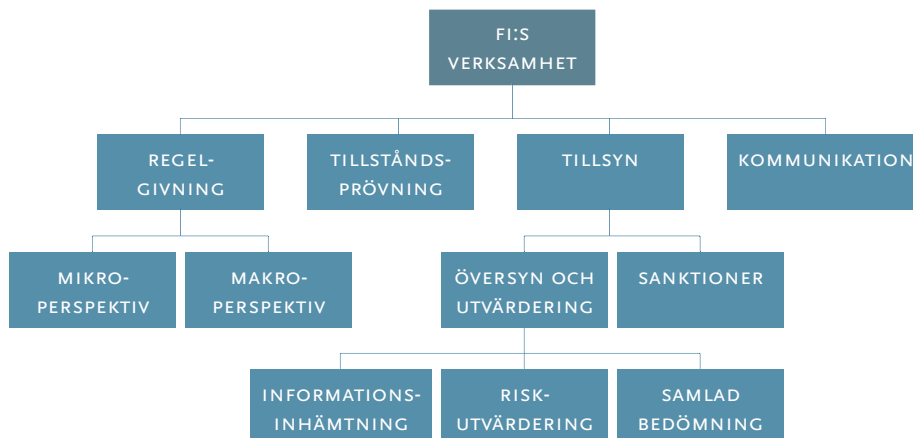 FI:S
VERKSAMHET
REGEL-
GIVNING
TILLSTÅNDS-
PRÖVNING
TILLSYN
KOMMUNIKATION
MIKRO-
PERSPEKTIV
MAKRO-
PERSPEKTIV
ÖVERSYN OCH
UTVÄRDERING
SANKTIONER
INFORMATIONS-
INHÄMTNING
RISK-
UTVÄRDERING
SAMLAD
BEDÖMNING